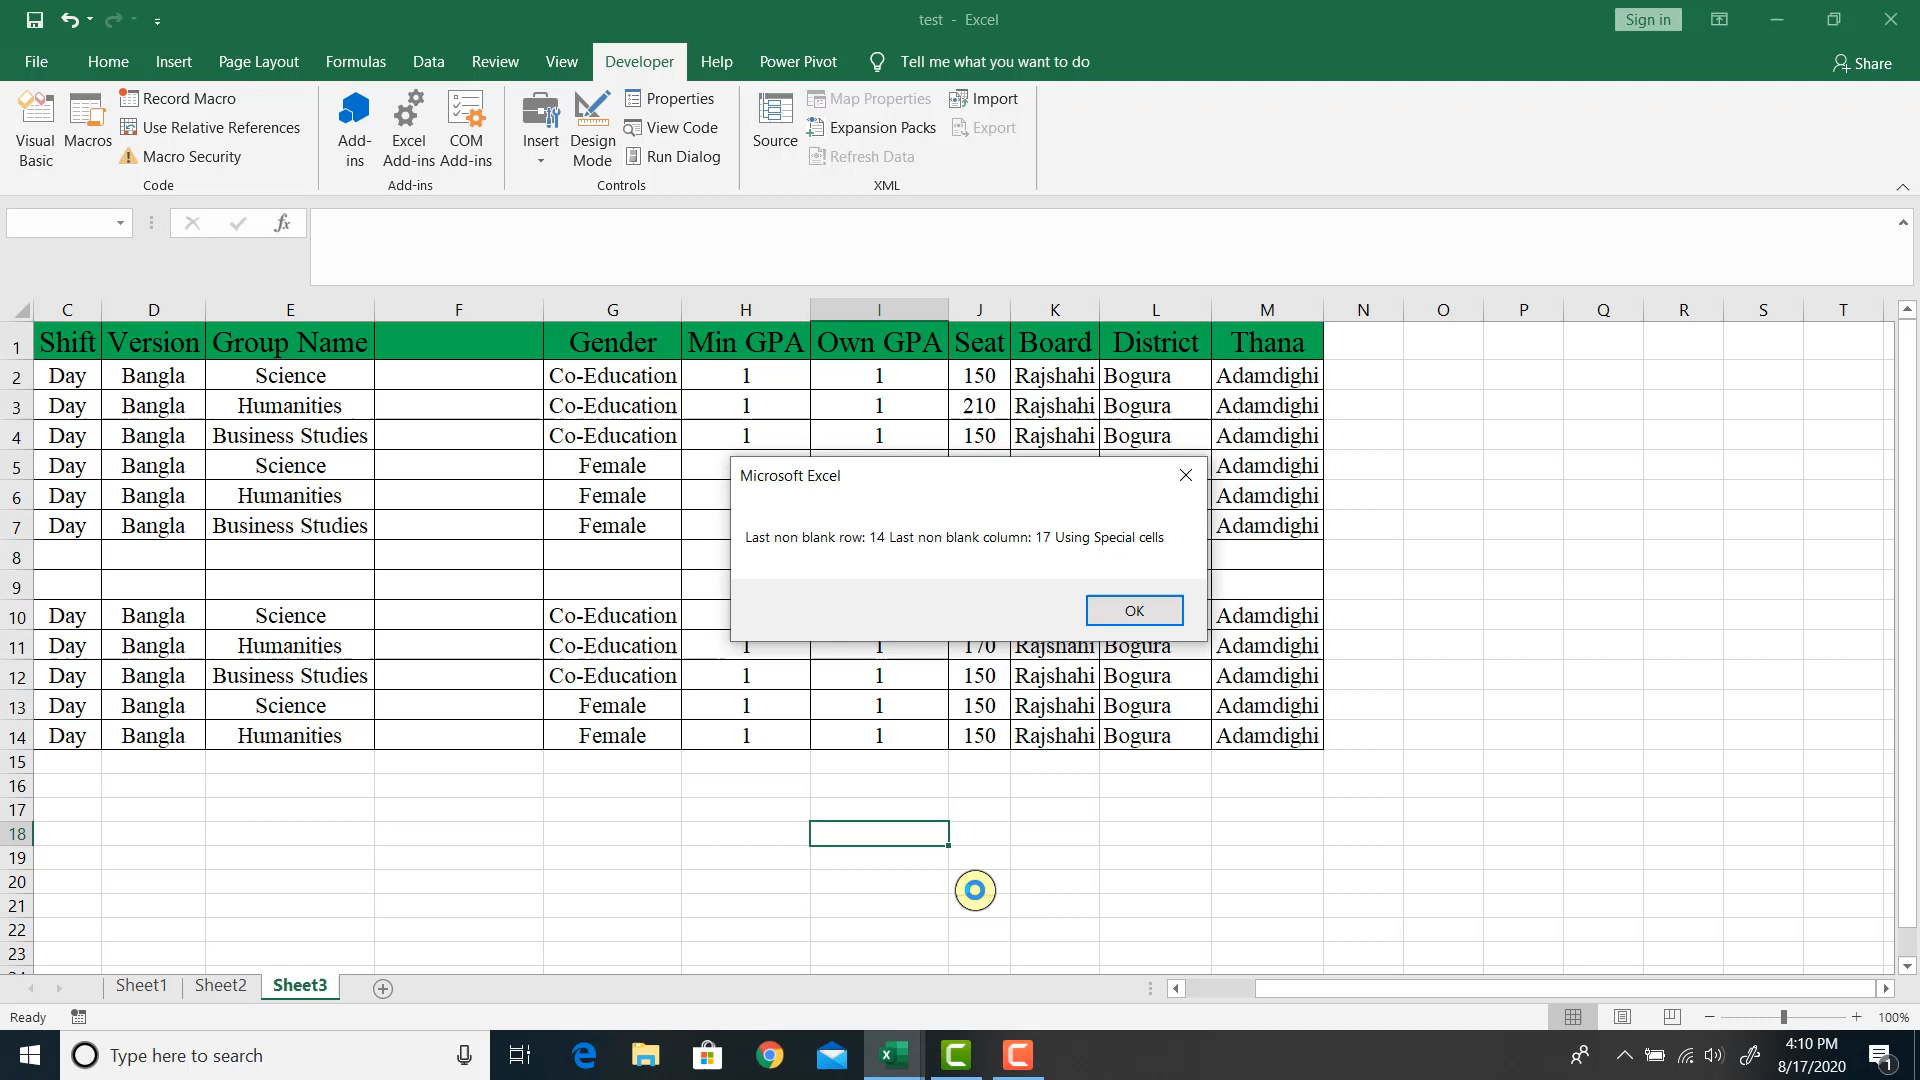 test - Excel
Sign in
File Home Insert Page Layout Formulas Data Review View Developer Help Power Pivot Tell me what you want to do Share
Visual Basic
Macros
Record Macro
Use Relative References
Macro Security
Code
Add-ins
Excel Add-ins
COM Add-ins
Add-ins
Insert
Design Mode
Properties
View Code
Run Dialog
Controls
Source
Map Properties
Expansion Packs
Refresh Data
Import
Export
XML
fx
C D E F G H I J K L M N O P Q R S T
1 Shift Version Group Name Gender Min GPA Own GPA Seat Board District Thana
2 Day Bangla Science Co-Education 1 1 150 Rajshahi Bogura Adamdighi
3 Day Bangla Humanities Co-Education 1 1 210 Rajshahi Bogura Adamdighi
4 Day Bangla Business Studies Co-Education 1 1 150 Rajshahi Bogura Adamdighi
5 Day Bangla Science Female Adamdighi
6 Day Bangla Humanities Female Adamdighi
7 Day Bangla Business Studies Female Adamdighi
8
9
10 Day Bangla Science Co-Education Adamdighi
11 Day Bangla Humanities Co-Education 1 1 170 Rajshahi Bogura Adamdighi
12 Day Bangla Business Studies Co-Education 1 1 150 Rajshahi Bogura Adamdighi
13 Day Bangla Science Female 1 1 150 Rajshahi Bogura Adamdighi
14 Day Bangla Humanities Female 1 1 150 Rajshahi Bogura Adamdighi
15
16
17
18
19
20
21
22
23
Microsoft Excel
Last non blank row: 14 Last non blank column: 17 Using Special cells
OK
Sheet1 Sheet2 Sheet3
Ready
100%
Type here to search
4:10 PM
8/17/2020
1